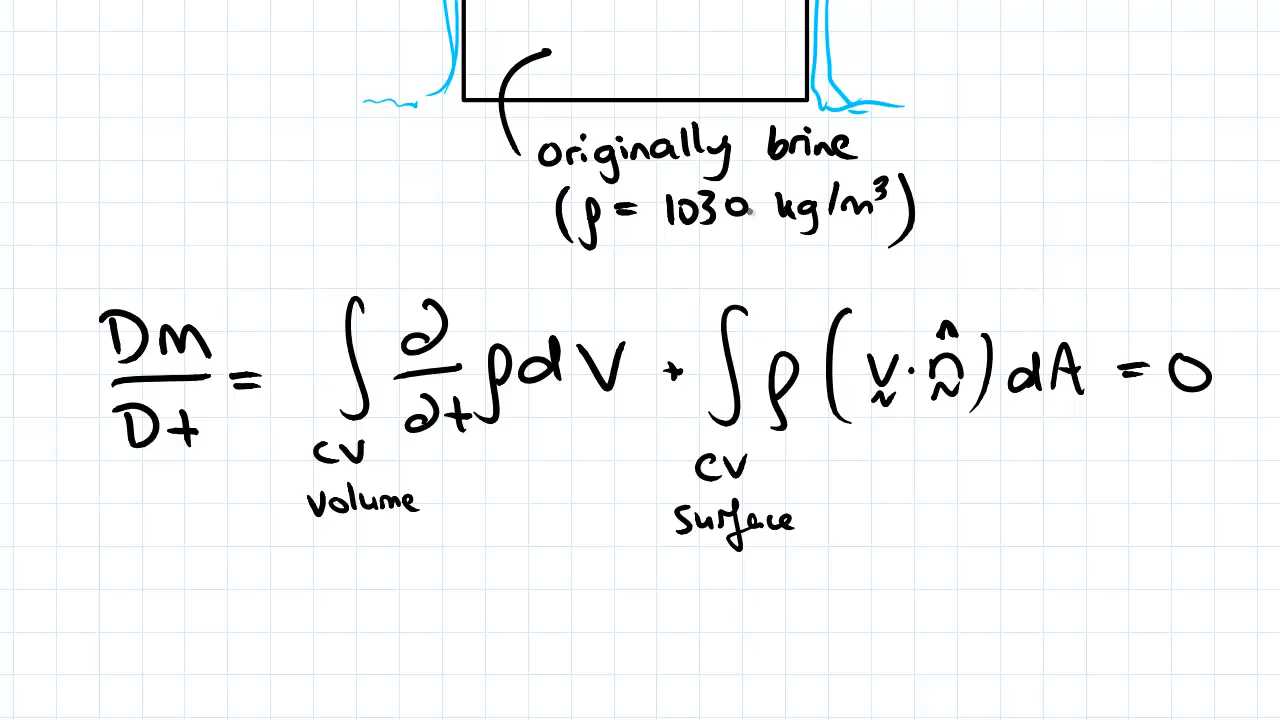 originally brine
(ρ = 1030 kg/m³)
Dm/Dt = ∫ ∂/∂t ρ dV + ∫ ρ (v · n̂) dA = 0
CV CV
volume surface